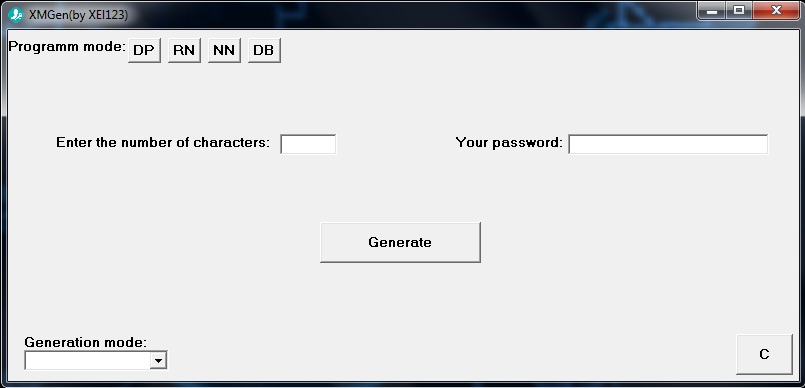 XMGen(by XEI123)
Programm mode: DP RN NN DB
Enter the number of characters: Your password:
Generate
Generation mode:
C